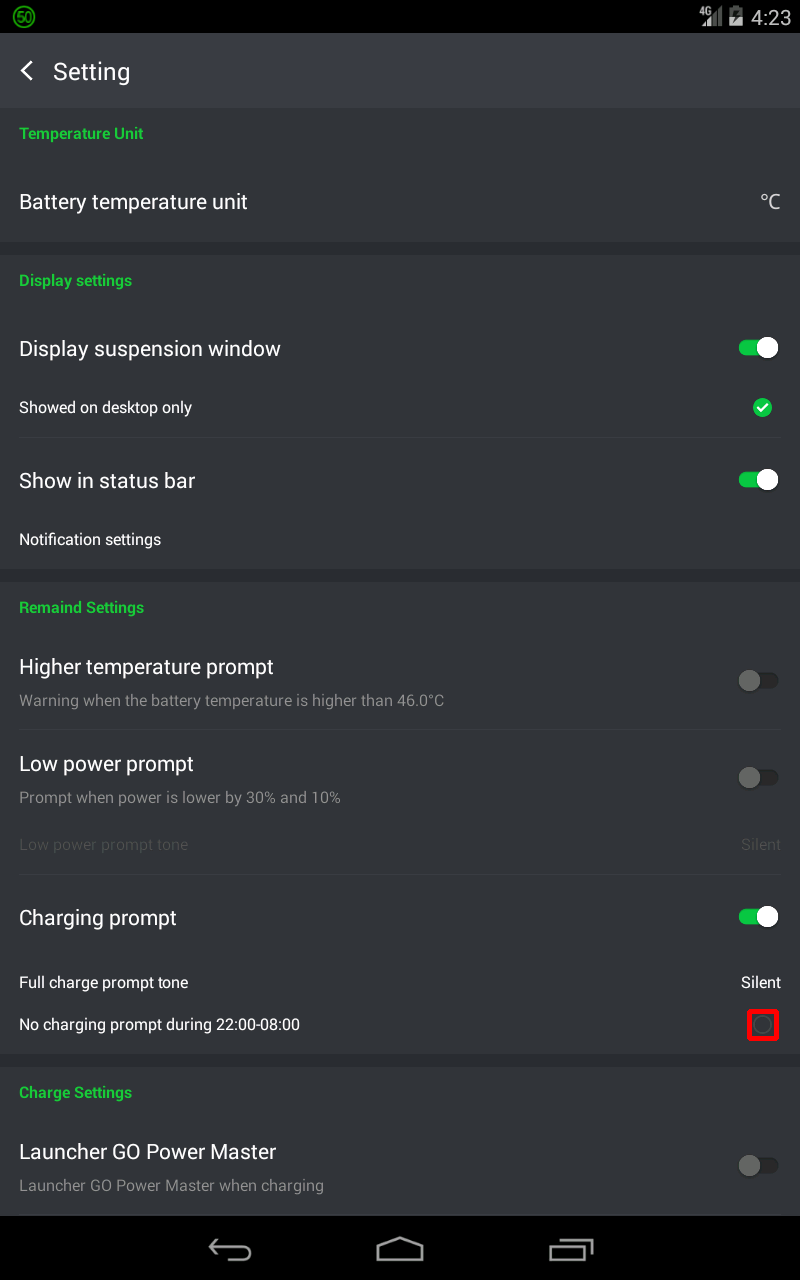 50
4G
4:23
Setting
Temperature Unit
Battery temperature unit
°C
Display settings
Display suspension window
Showed on desktop only
Show in status bar
Notification settings
Remaind Settings
Higher temperature prompt
Warning when the battery temperature is higher than 46.0°C
Low power prompt
Prompt when power is lower by 30% and 10%
Low power prompt tone
Silent
Charging prompt
Full charge prompt tone
Silent
No charging prompt during 22:00-08:00
Charge Settings
Launcher GO Power Master
Launcher GO Power Master when charging